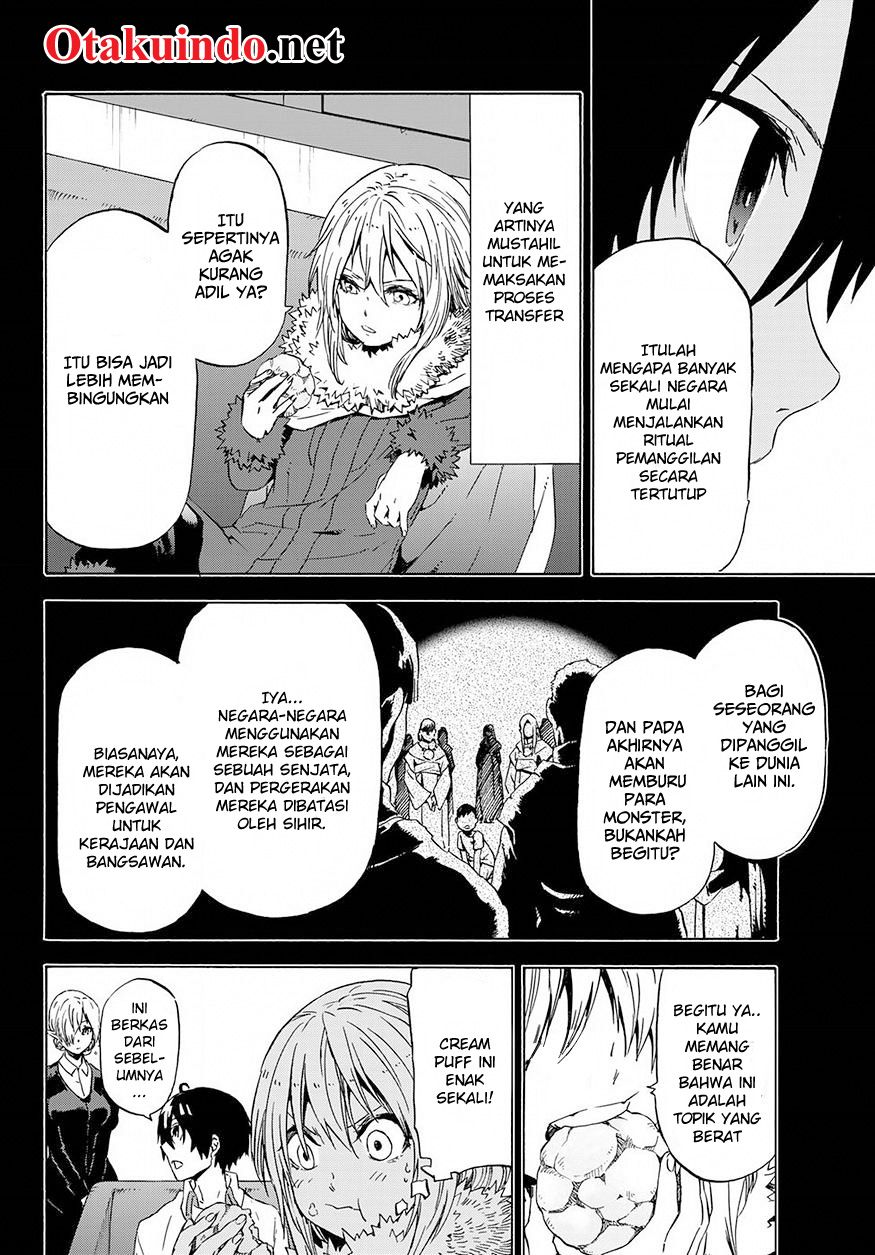 Otakuindo.net
ITULAH
MENGAPA BANYAK
SEKALI NEGARA
MULAI
MENJALANKAN
RITUAL
PEMANGGILAN
SECARA
TERTUTUP
YANG
ARTINYA
MUSTAHIL
UNTUK ME-
MAKSAKAN
PROSES
TRANSFER
ITU
SEPERTINYA
AGAK
KURANG
ADIL YA?
ITU BISA JADI
LEBIH MEM-
BINGUNGKAN
BAGI
SESEORANG
YANG
DIPANGGIL
KE DUNIA
LAIN INI.
DAN PADA
AKHIRNYA
AKAN
MEMBURU
PARA
MONSTER,
BUKANKAH
BEGITU?
IYA...
NEGARA-NEGARA
MENGGUNAKAN
MEREKA SEBAGAI
SEBUAH SENJATA,
DAN PERGERAKAN
MEREKA DIBATASI
OLEH SIHIR.
BIASANAYA,
MEREKA AKAN
DIJADIKAN
PENGAWAL
UNTUK
KERAJAAN DAN
BANGSAWAN.
BEGITU YA..
KAMU
MEMANG
BENAR
BAHWA INI
ADALAH
TOPIK YANG
BERAT
CREAM
PUFF INI
ENAK
SEKALI!
INI
BERKAS
DARI
SEBEL-
UMNYA
...